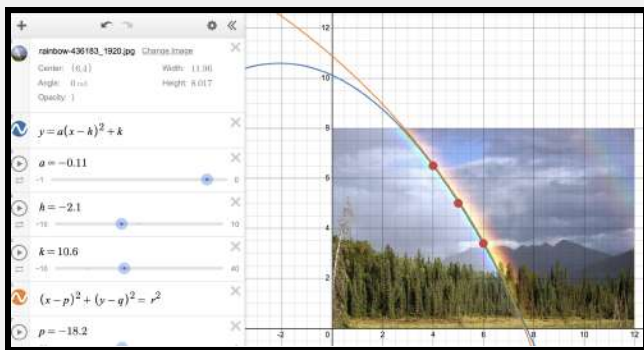 rainbow-436183_1920.jpg Change Image
Center: (6,4) Width: 11.96
Angle: 0 rad Height: 8.017
Opacity: 1
y = a(x − h)² + k
a = −0.11
-1 0
h = −2.1
-10 10
k = 10.6
-10 40
(x − p)² + (y − q)² = r²
p = −18.2
12
10
8
6
4
2
-2 0 2 4 6 8 10 12